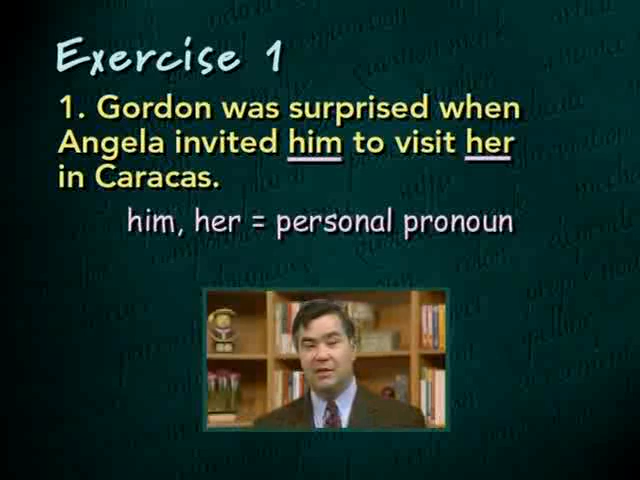 Exercise 1
1. Gordon was surprised when
Angela invited him to visit her
in Caracas.
him, her = personal pronoun